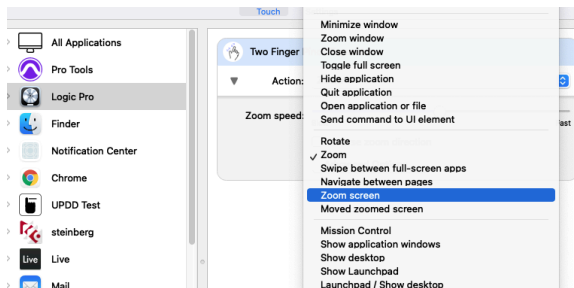 Touch
All Applications
Pro Tools
Logic Pro
Finder
Notification Center
Chrome
UPDD Test
steinberg
Live
Live
Mail
Two Finger
Action:
Zoom speed:
Fast
Minimize window
Zoom window
Close window
Toggle full screen
Hide application
Quit application
Open application or file
Send command to UI element
Rotate
Zoom
Swipe between full-screen apps
Navigate between pages
Zoom screen
Moved zoomed screen
Mission Control
Show application windows
Show desktop
Show Launchpad
Launchpad / Show desktop